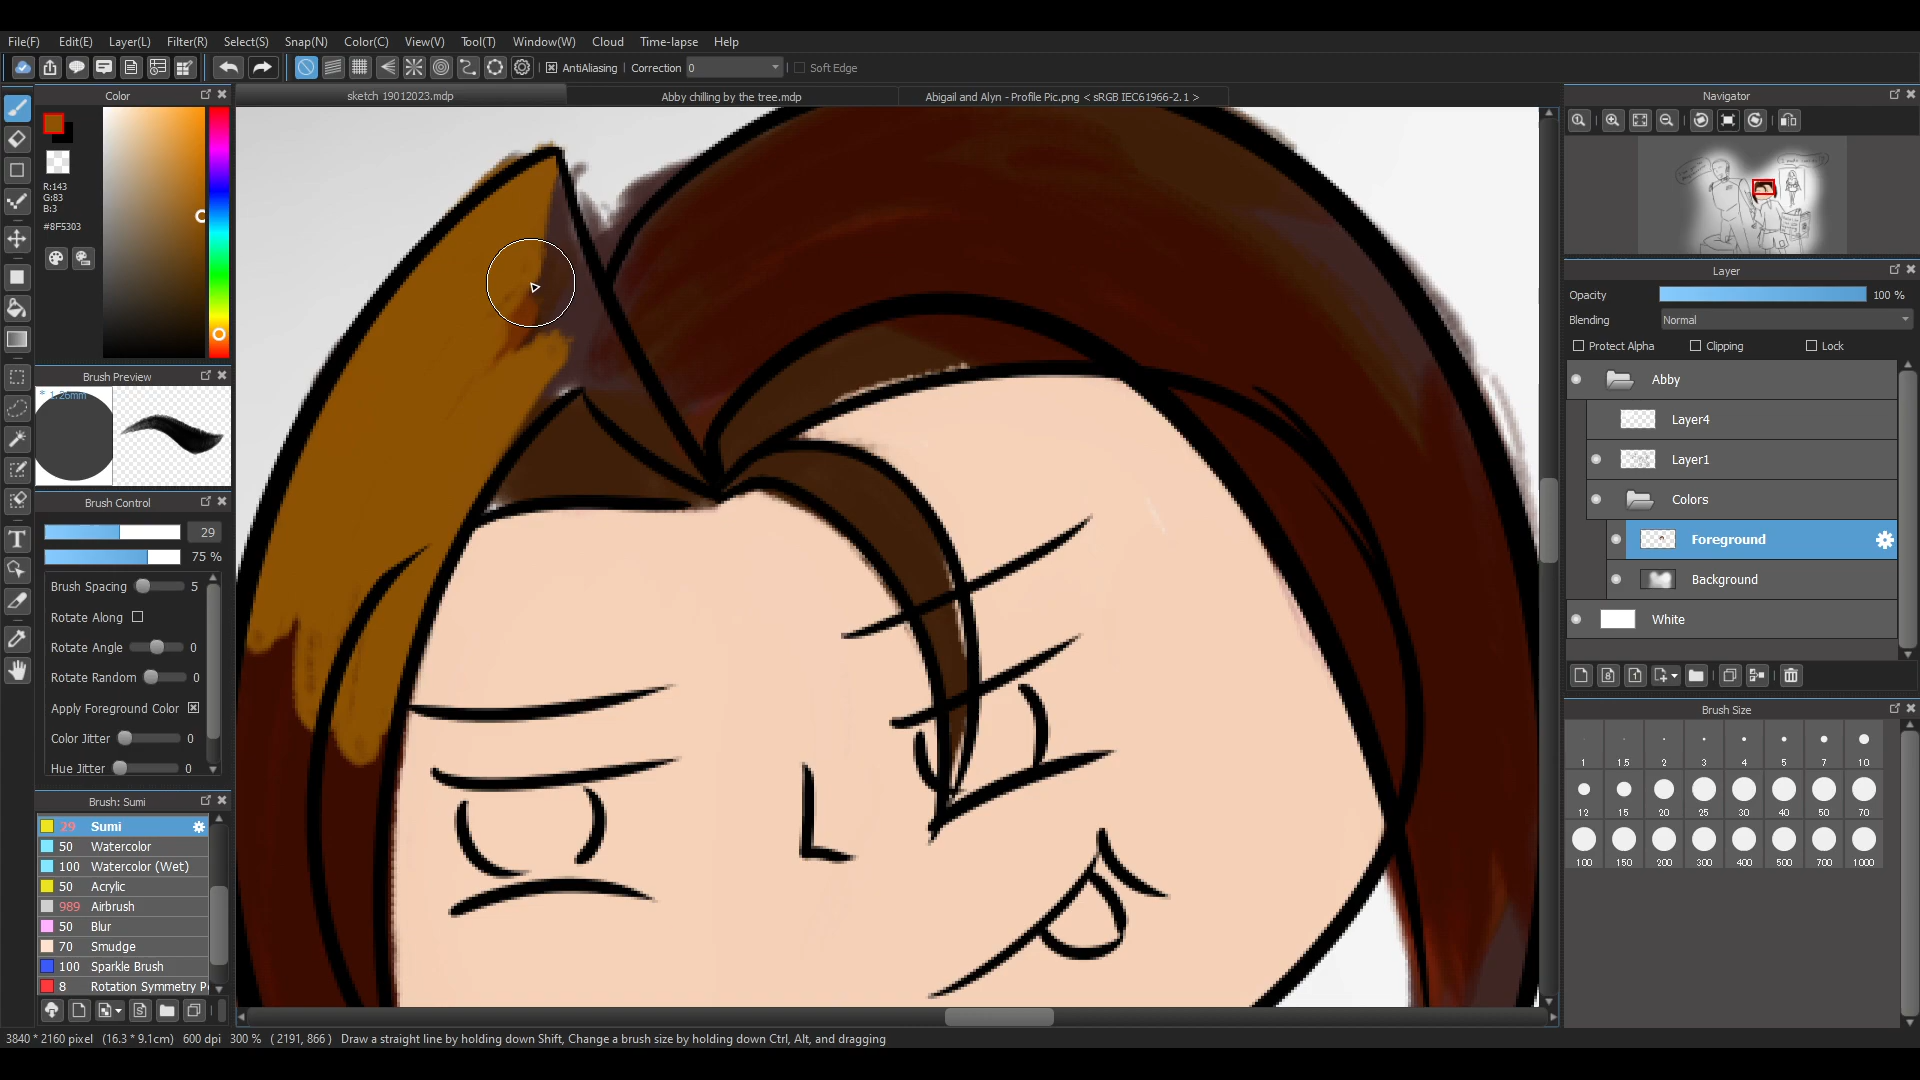 File(F) Edit(E) Layer(L) Filter(R) Select(S) Snap(N) Color(C) View(V) Tool(T) Window(W) Cloud Time-lapse Help
AntiAliasing Correction 0 Soft Edge
Color
sketch 19012023.mdp
Abby chilling by the tree.mdp
Abigail and Alyn - Profile Pic.png < sRGB IEC61966-2.1 >
R:143
G:83
B:3
#8F5303
Brush Preview
* 1.26mm
Brush Control
29
75 %
Brush Spacing 5
Rotate Along
Rotate Angle 0
Rotate Random 0
Apply Foreground Color
Color Jitter 0
Hue Jitter 0
Brush: Sumi
29 Sumi
50 Watercolor
100 Watercolor (Wet)
50 Acrylic
989 Airbrush
50 Blur
70 Smudge
100 Sparkle Brush
8 Rotation Symmetry P
Navigator
Layer
Opacity 100 %
Blending Normal
Protect Alpha Clipping Lock
Abby
Layer4
Layer1
Colors
Foreground
Background
White
Brush Size
1 1.5 2 3 4 5 7 10
12 15 20 25 30 40 50 70
100 150 200 300 400 500 700 1000
3840 * 2160 pixel (16.3 * 9.1cm) 600 dpi 300 % ( 2191, 866 ) Draw a straight line by holding down Shift, Change a brush size by holding down Ctrl, Alt, and dragging